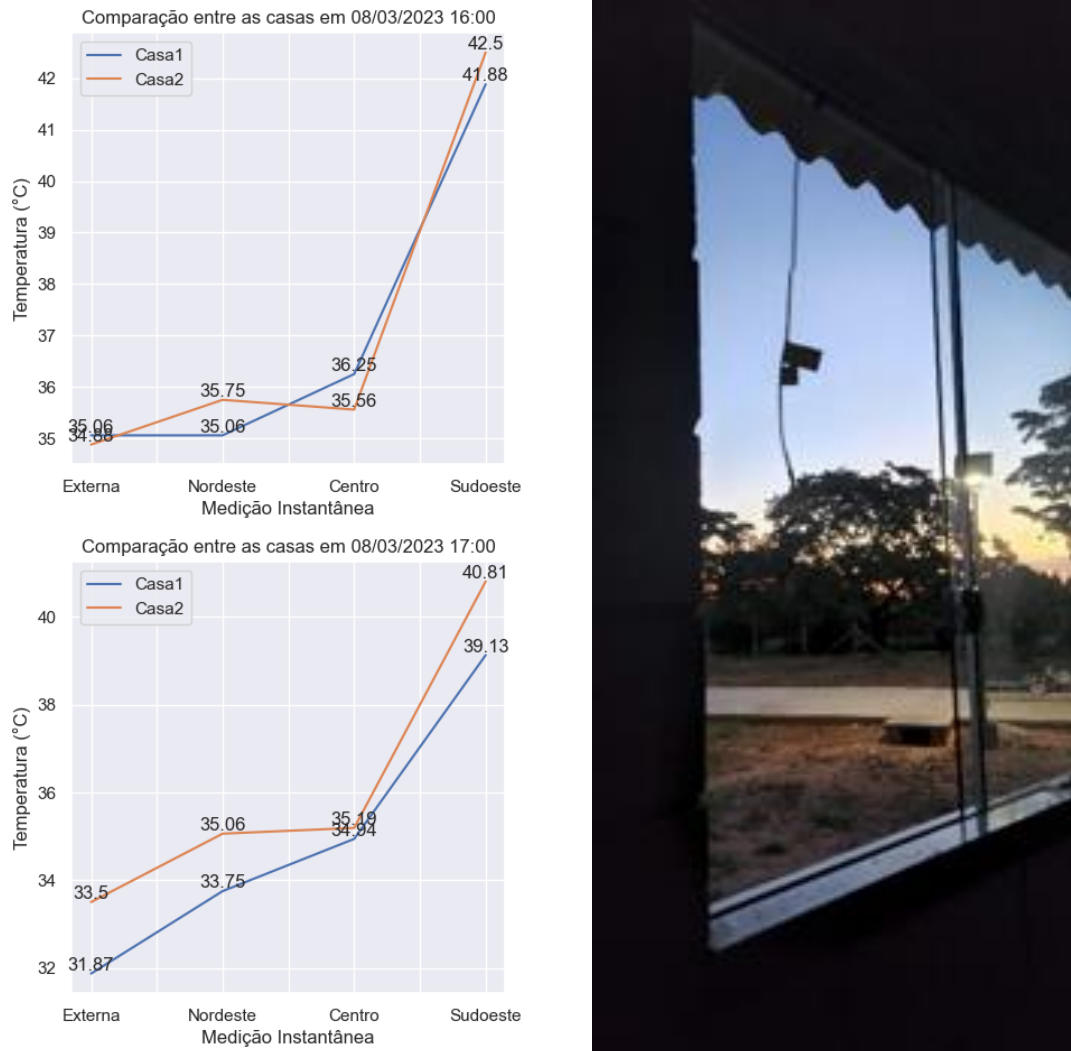 Comparação entre as casas em 08/03/2023 16:00
Casa1
Casa2
42.5
41.88
36.25
35.75
35.56
35.06
35.06
34.88
42
41
40
39
38
37
36
35
Temperatura (°C)
Externa Nordeste Centro Sudoeste
Medição Instantânea
Comparação entre as casas em 08/03/2023 17:00
Casa1
Casa2
40.81
39.13
35.19
35.06
34.94
33.75
33.5
31.87
40
38
36
34
32
Temperatura (°C)
Externa Nordeste Centro Sudoeste
Medição Instantânea